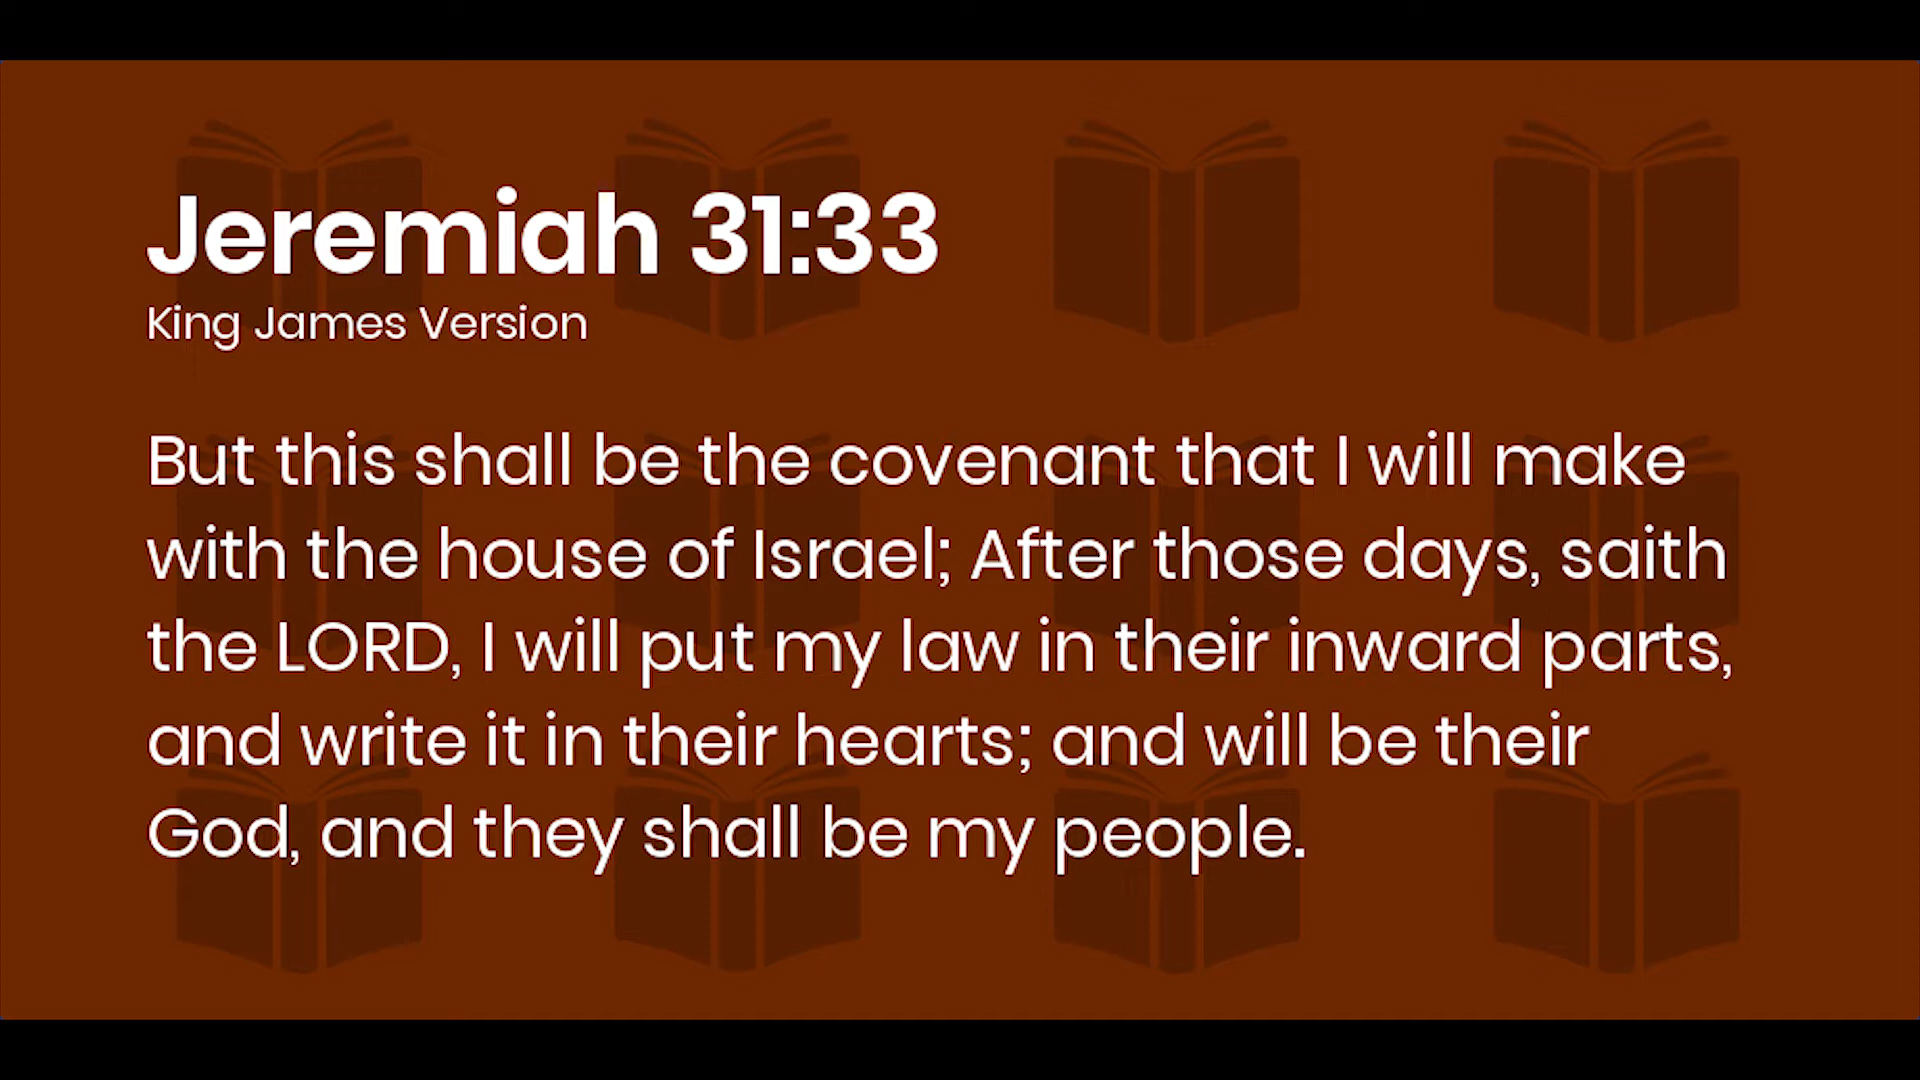 Jeremiah 31:33
King James Version
But this shall be the covenant that I will make
with the house of Israel; After those days, saith
the LORD, I will put my law in their inward parts,
and write it in their hearts; and will be their
God, and they shall be my people.